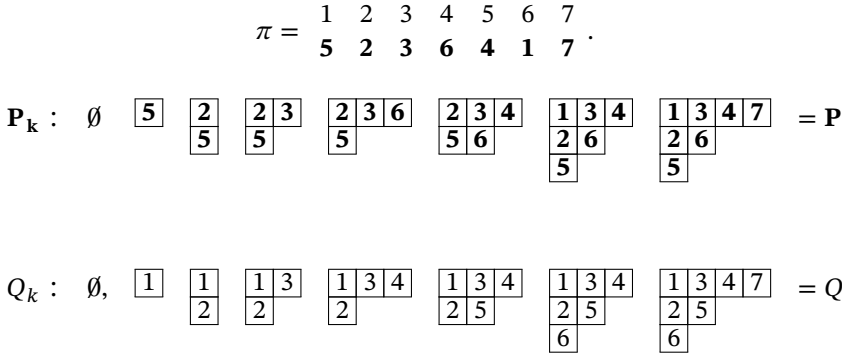 1 2 3 4 5 6 7
π =
5 2 3 6 4 1 7 .
P_k : ∅ 5 2 2 3 2 3 6 2 3 4 1 3 4 1 3 4 7 = P
5 5 5 5 6 2 6 2 6
5 5
Q_k : ∅, 1 1 1 3 1 3 4 1 3 4 1 3 4 1 3 4 7 = Q
2 2 2 2 5 2 5 2 5
6 6